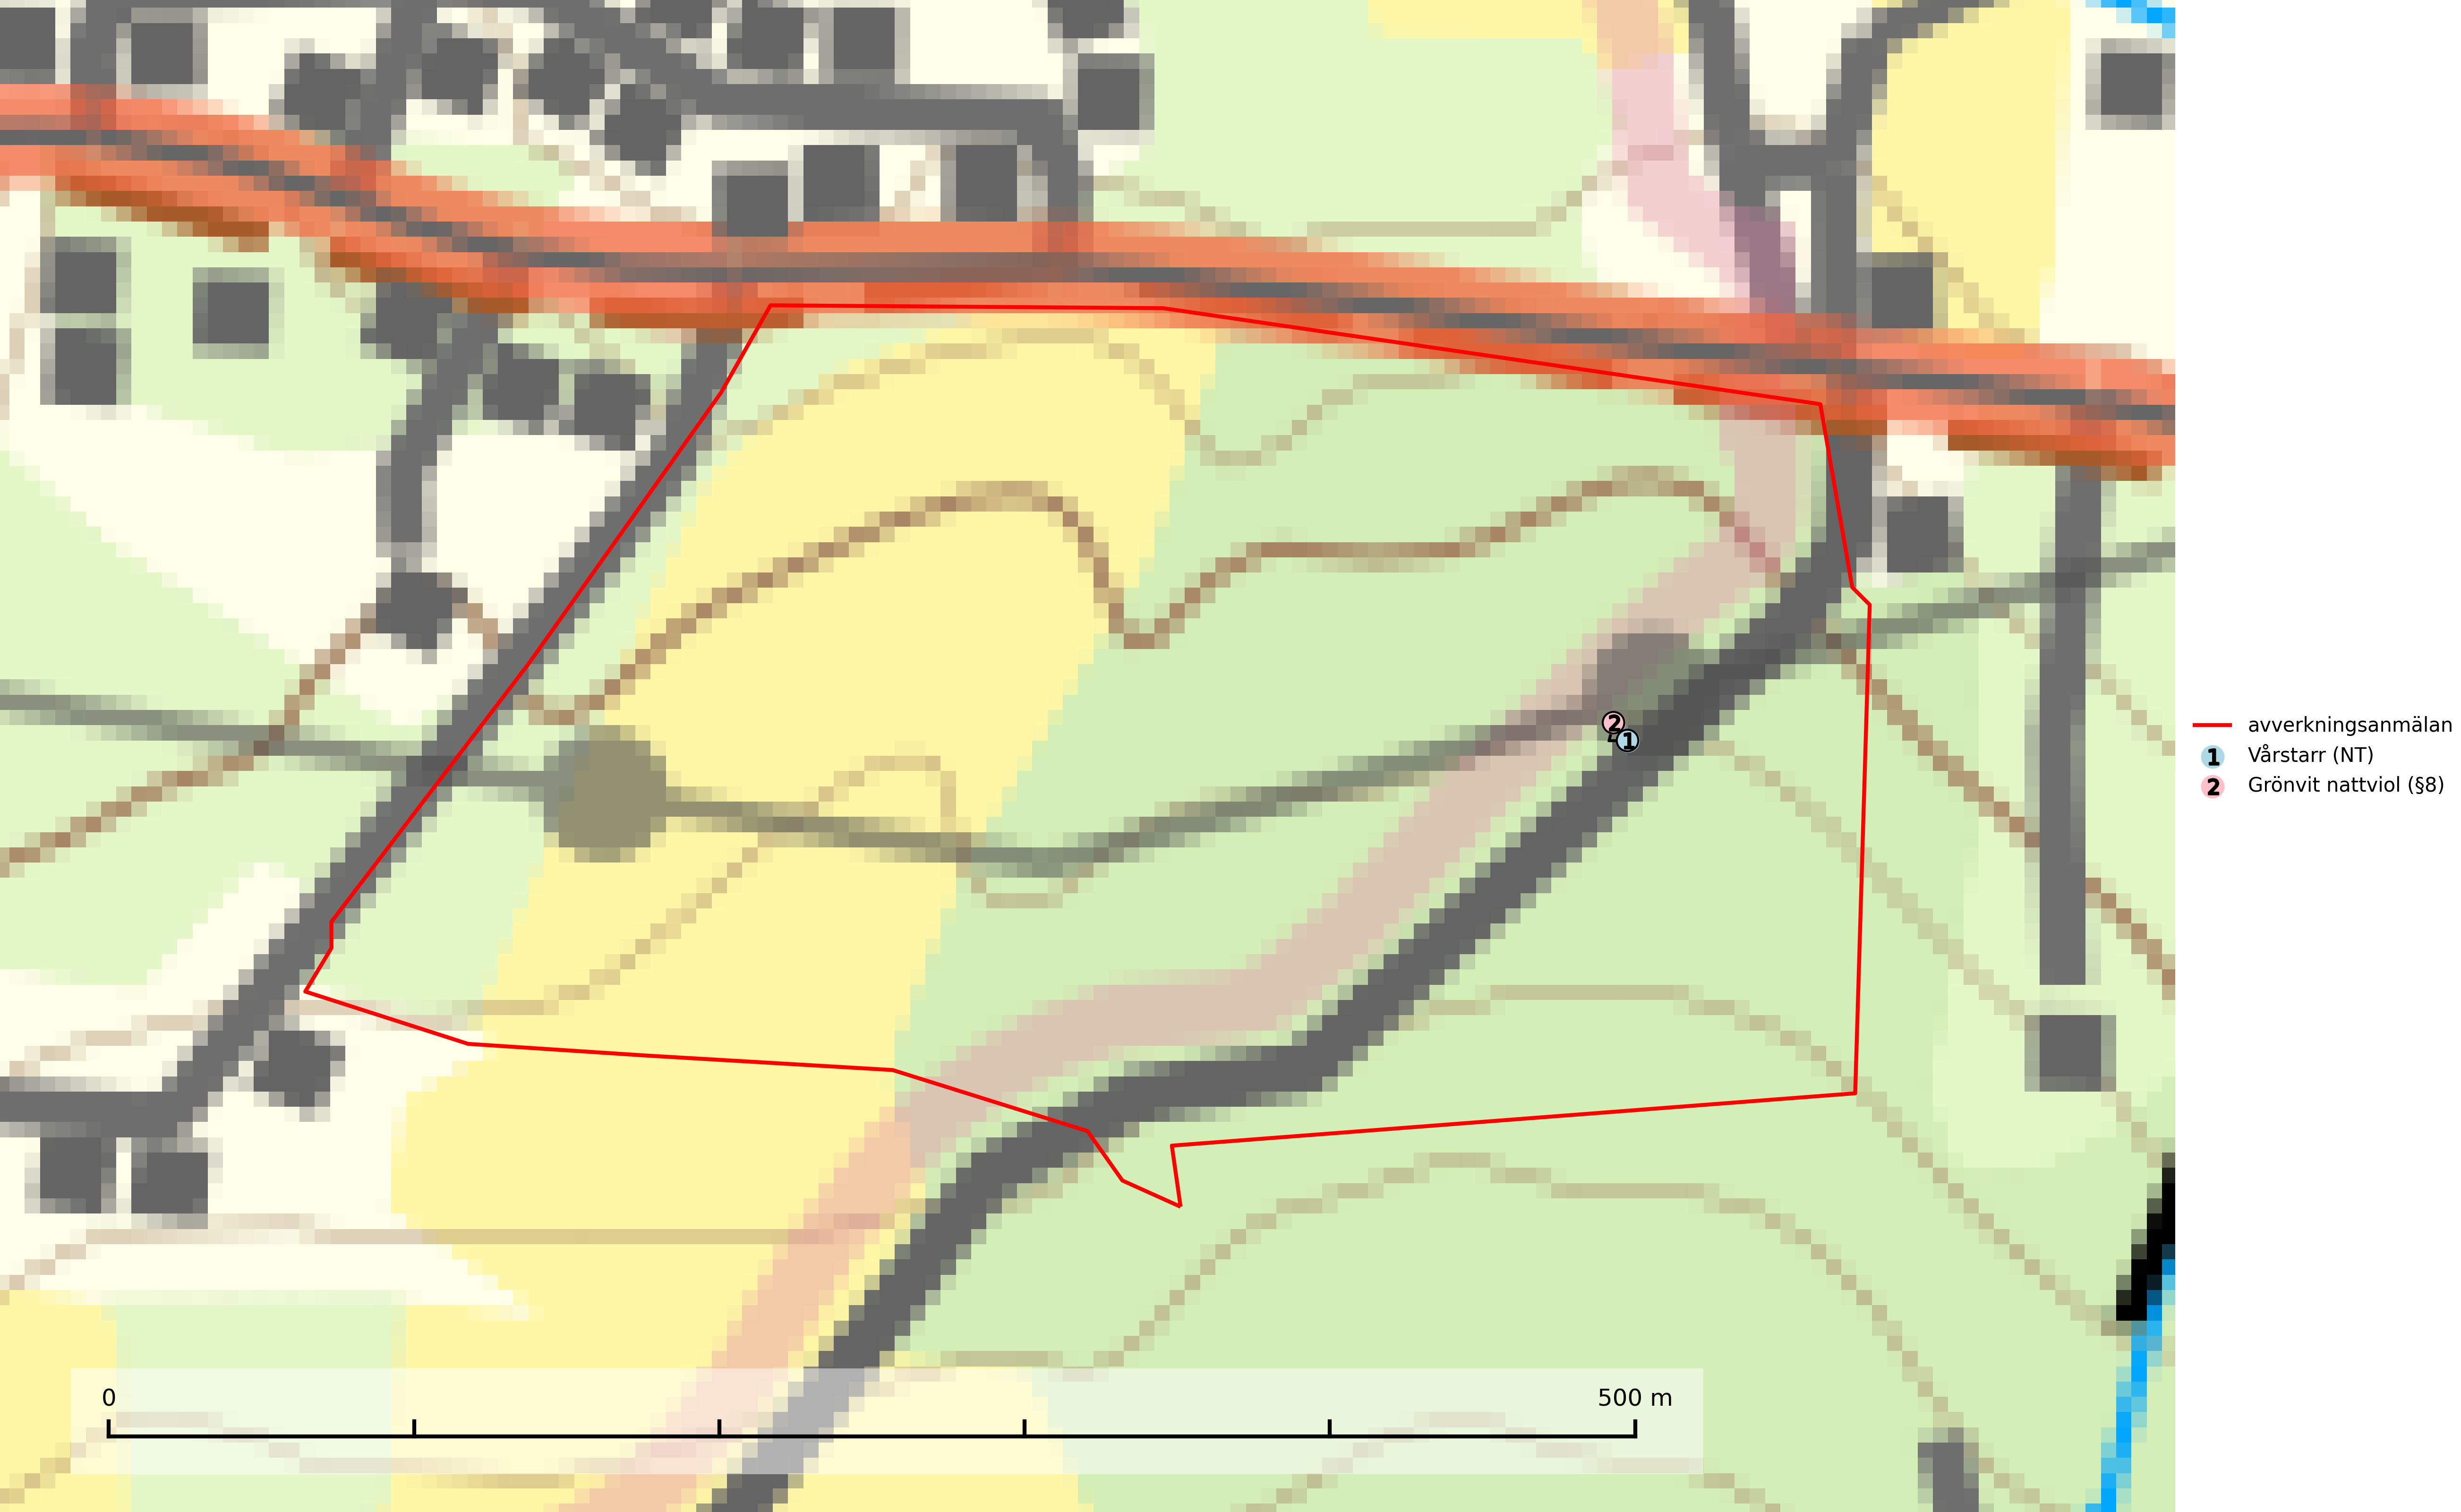 2
1
avverkningsanmälan
1 Vårstarr (NT)
2 Grönvit nattviol (§8)
0 500 m